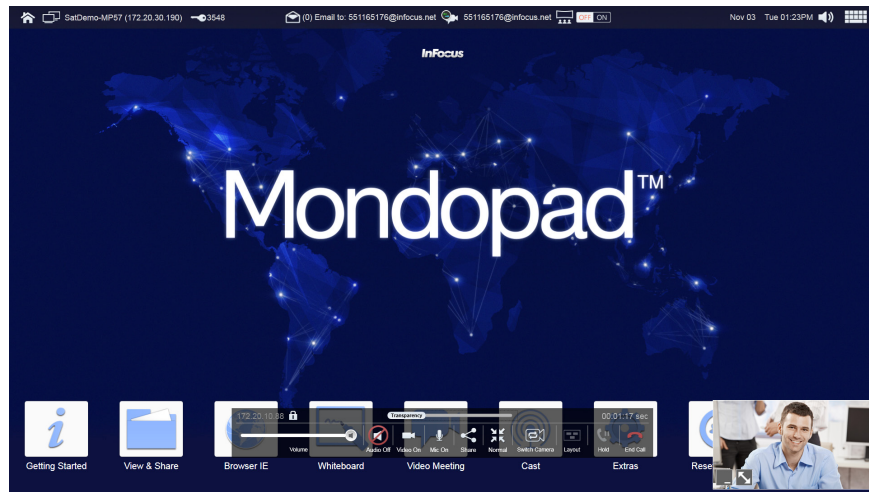 SatDemo-MP57 (172.20.30.190) 3548 (0) Email to: 551165176@infocus.net 551165176@infocus.net OFF ON Nov 03 Tue 01:23PM
InFocus
Mondopad™
172.20.10.88 Transparency 00:01:17 sec
Volume Audio Off Video On Mic On Share Normal Switch Camera Layout Hold End Call
Getting Started View & Share Browser IE Whiteboard Video Meeting Cast Extras